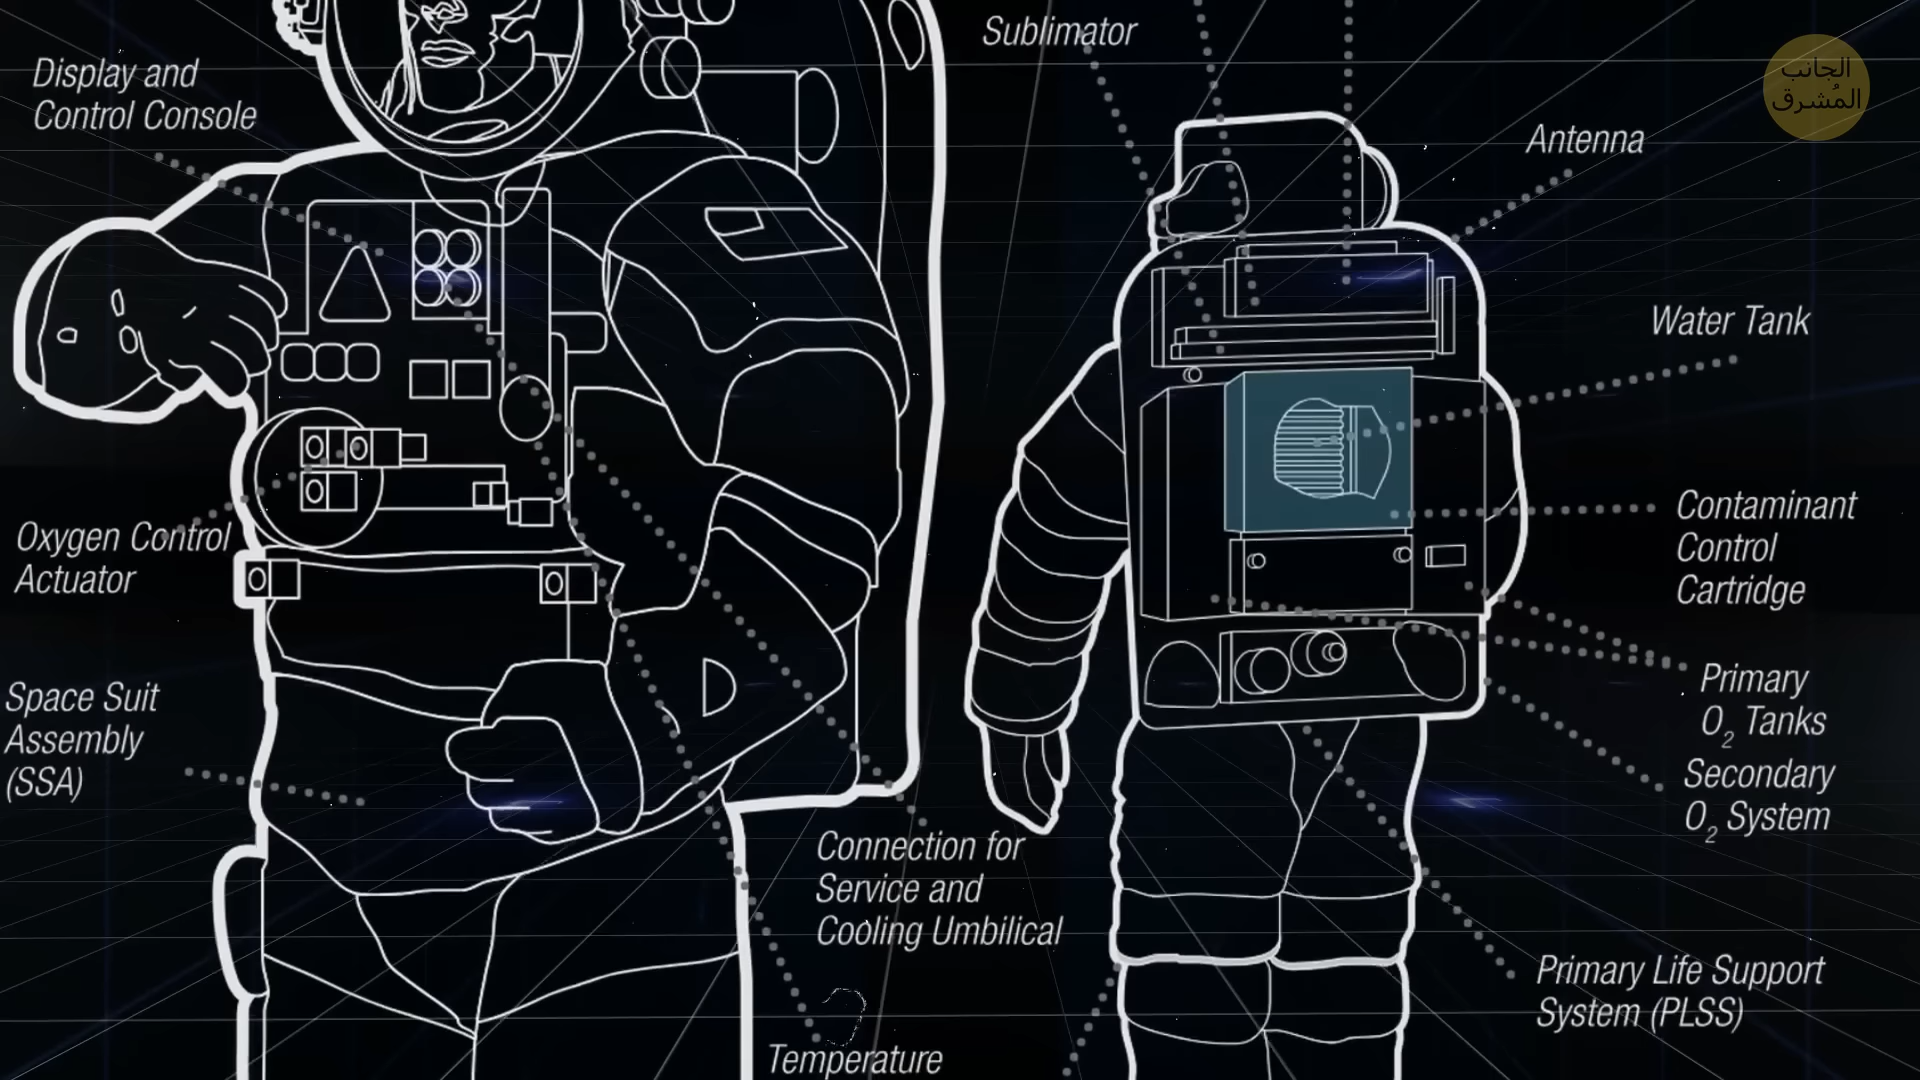 Sublimator
Display and
Control Console
الجانب
المُشرق
Antenna
Water Tank
Oxygen Control
Actuator
Contaminant
Control
Cartridge
Space Suit
Assembly
(SSA)
Primary
O₂ Tanks
Secondary
O₂ System
Connection for
Service and
Cooling Umbilical
Primary Life Support
System (PLSS)
Temperature